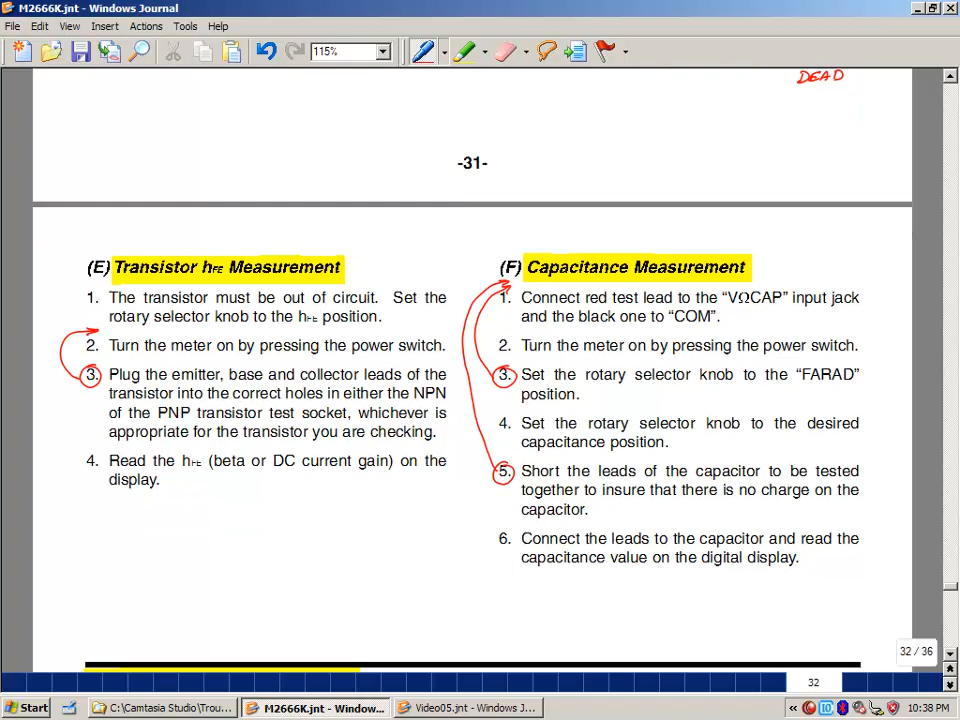 M2666K.jnt - Windows Journal
File Edit View Insert Actions Tools Help
115%
DEAD
-31-
(E) Transistor hFE Measurement
1. The transistor must be out of circuit. Set the
rotary selector knob to the hFE position.
2. Turn the meter on by pressing the power switch.
3. Plug the emitter, base and collector leads of the
transistor into the correct holes in either the NPN
of the PNP transistor test socket, whichever is
appropriate for the transistor you are checking.
4. Read the hFE (beta or DC current gain) on the
display.
(F) Capacitance Measurement
1. Connect red test lead to the “VΩCAP” input jack
and the black one to “COM”.
2. Turn the meter on by pressing the power switch.
3. Set the rotary selector knob to the “FARAD”
position.
4. Set the rotary selector knob to the desired
capacitance position.
5. Short the leads of the capacitor to be tested
together to insure that there is no charge on the
capacitor.
6. Connect the leads to the capacitor and read the
capacitance value on the digital display.
32 / 36
32
Start C:\Camtasia Studio\Trou... M2666K.jnt - Window... Video05.jnt - Windows J... « 10:38 PM